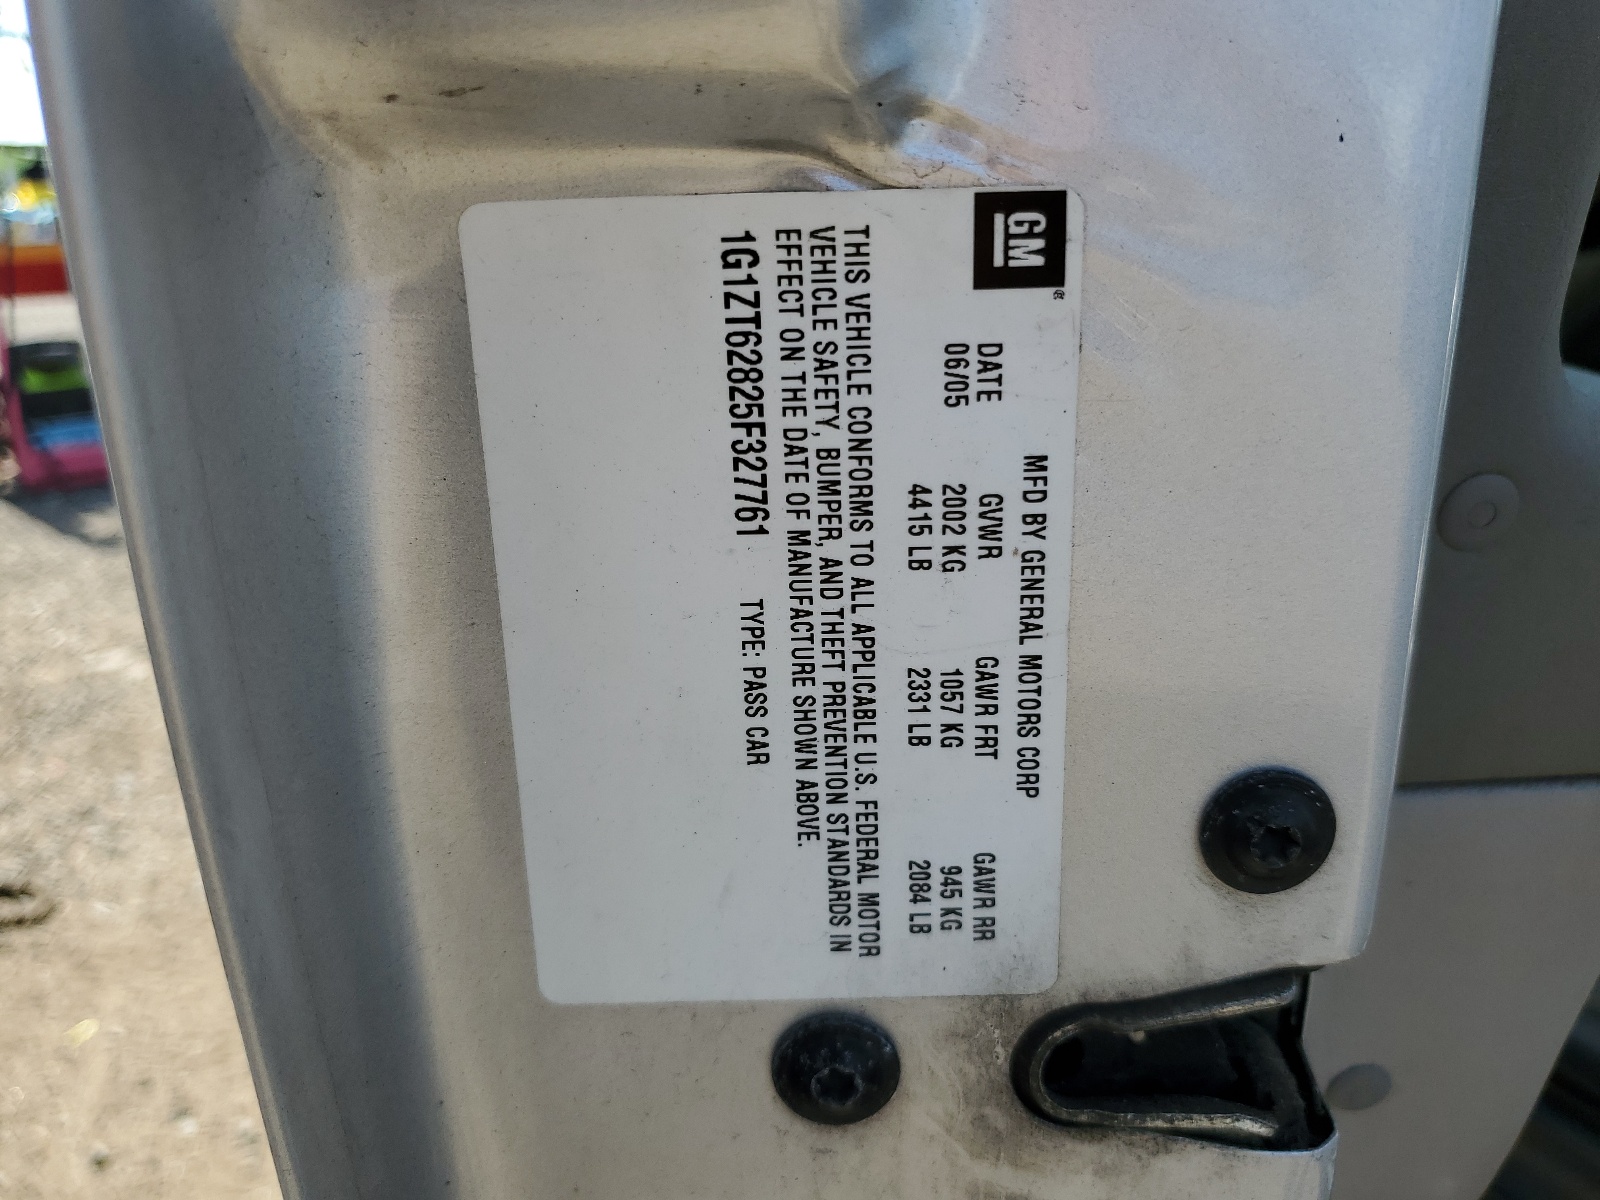 GM ®
MFD BY GENERAL MOTORS CORP
DATE GVWR GAWR FRT GAWR RR
06/05 2002 KG 1057 KG 945 KG
4415 LB 2331 LB 2084 LB
THIS VEHICLE CONFORMS TO ALL APPLICABLE U.S. FEDERAL MOTOR
VEHICLE SAFETY, BUMPER, AND THEFT PREVENTION STANDARDS IN
EFFECT ON THE DATE OF MANUFACTURE SHOWN ABOVE.
1G1ZT62825F327761 TYPE: PASS CAR